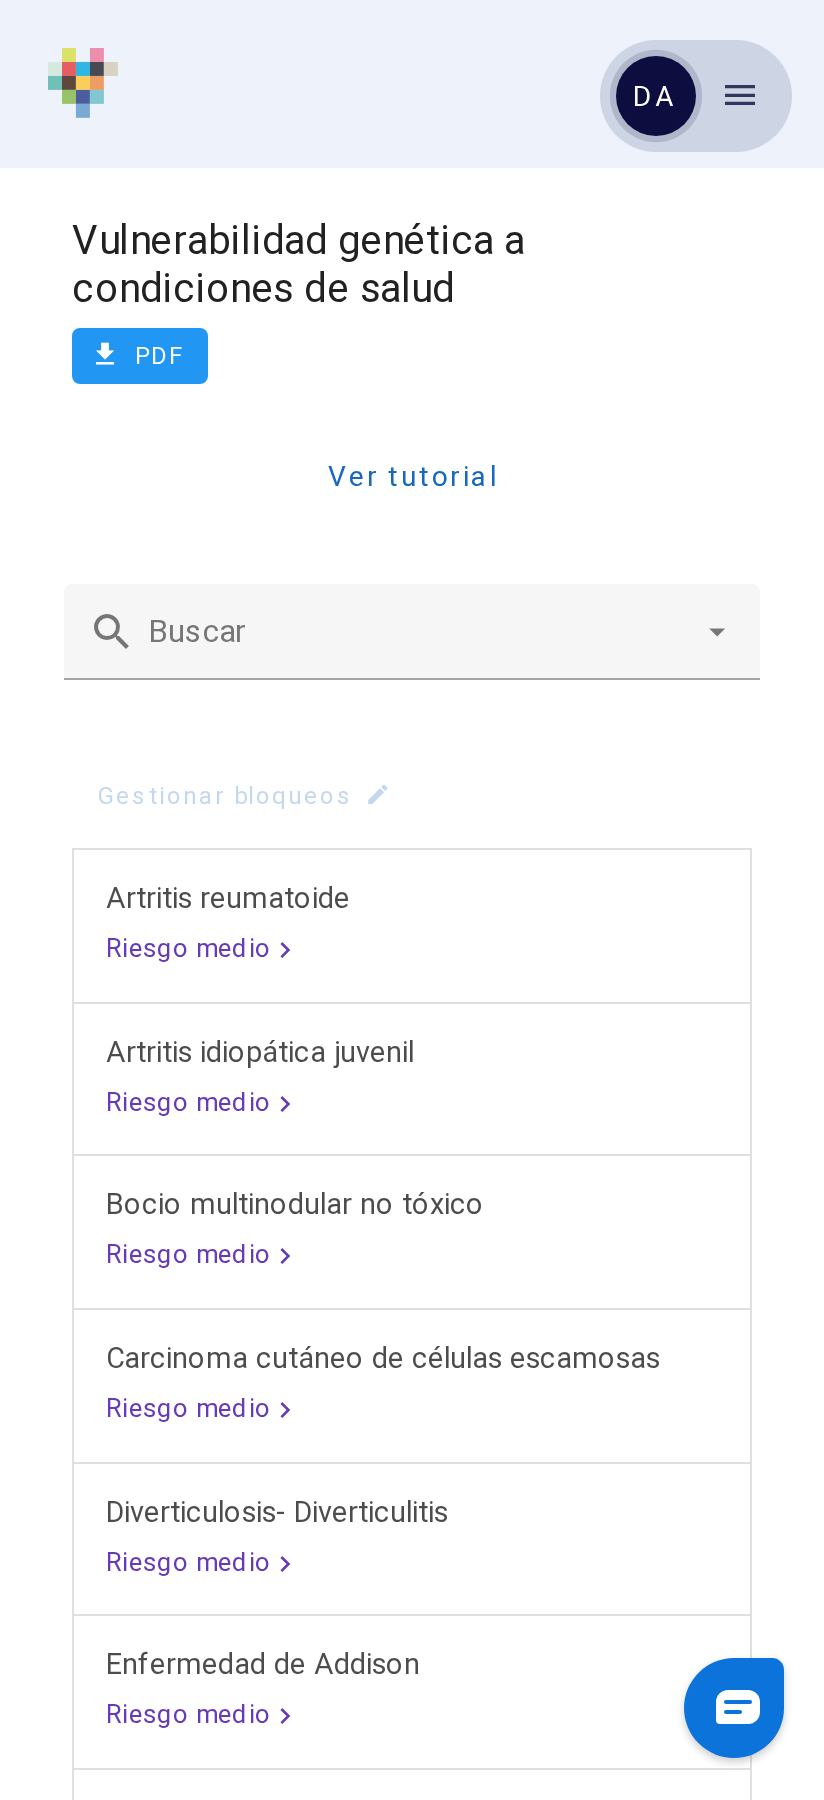 DA
Vulnerabilidad genética a
condiciones de salud
PDF
Ver tutorial
Buscar
Gestionar bloqueos
Artritis reumatoide
Riesgo medio
Artritis idiopática juvenil
Riesgo medio
Bocio multinodular no tóxico
Riesgo medio
Carcinoma cutáneo de células escamosas
Riesgo medio
Diverticulosis- Diverticulitis
Riesgo medio
Enfermedad de Addison
Riesgo medio